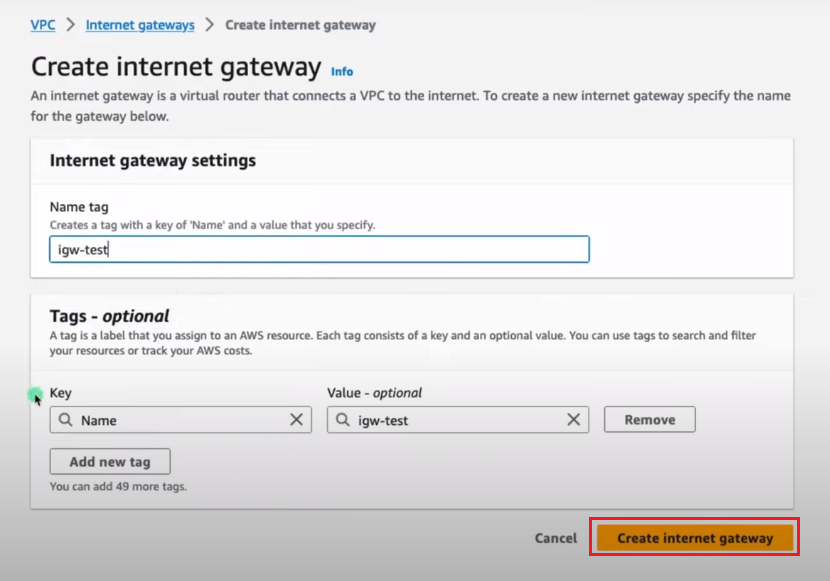 VPC > Internet gateways > Create internet gateway
Create internet gateway Info
An internet gateway is a virtual router that connects a VPC to the internet. To create a new internet gateway specify the name
for the gateway below.
Internet gateway settings
Name tag
Creates a tag with a key of 'Name' and a value that you specify.
igw-test
Tags - optional
A tag is a label that you assign to an AWS resource. Each tag consists of a key and an optional value. You can use tags to search and filter
your resources or track your AWS costs.
Key Value - optional
Name igw-test Remove
Add new tag
You can add 49 more tags.
Cancel Create internet gateway